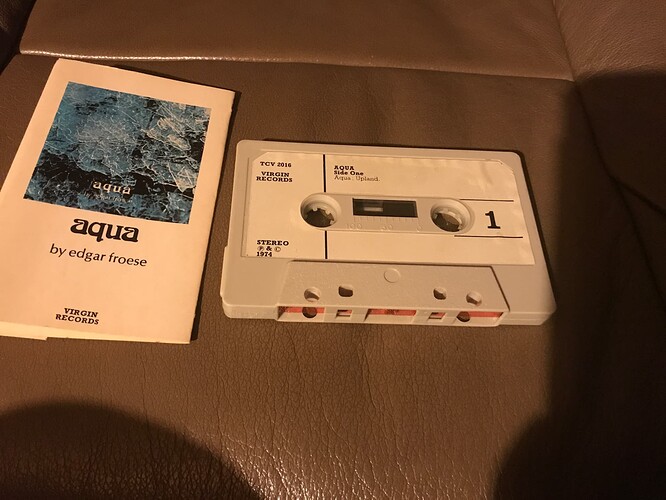 aqua
aqua
by edgar froese
VIRGIN
RECORDS
TCV 2016
VIRGIN
RECORDS
STEREO
Ⓟ & ©
1974
AQUA
Side One
Aqua : Upland.
1